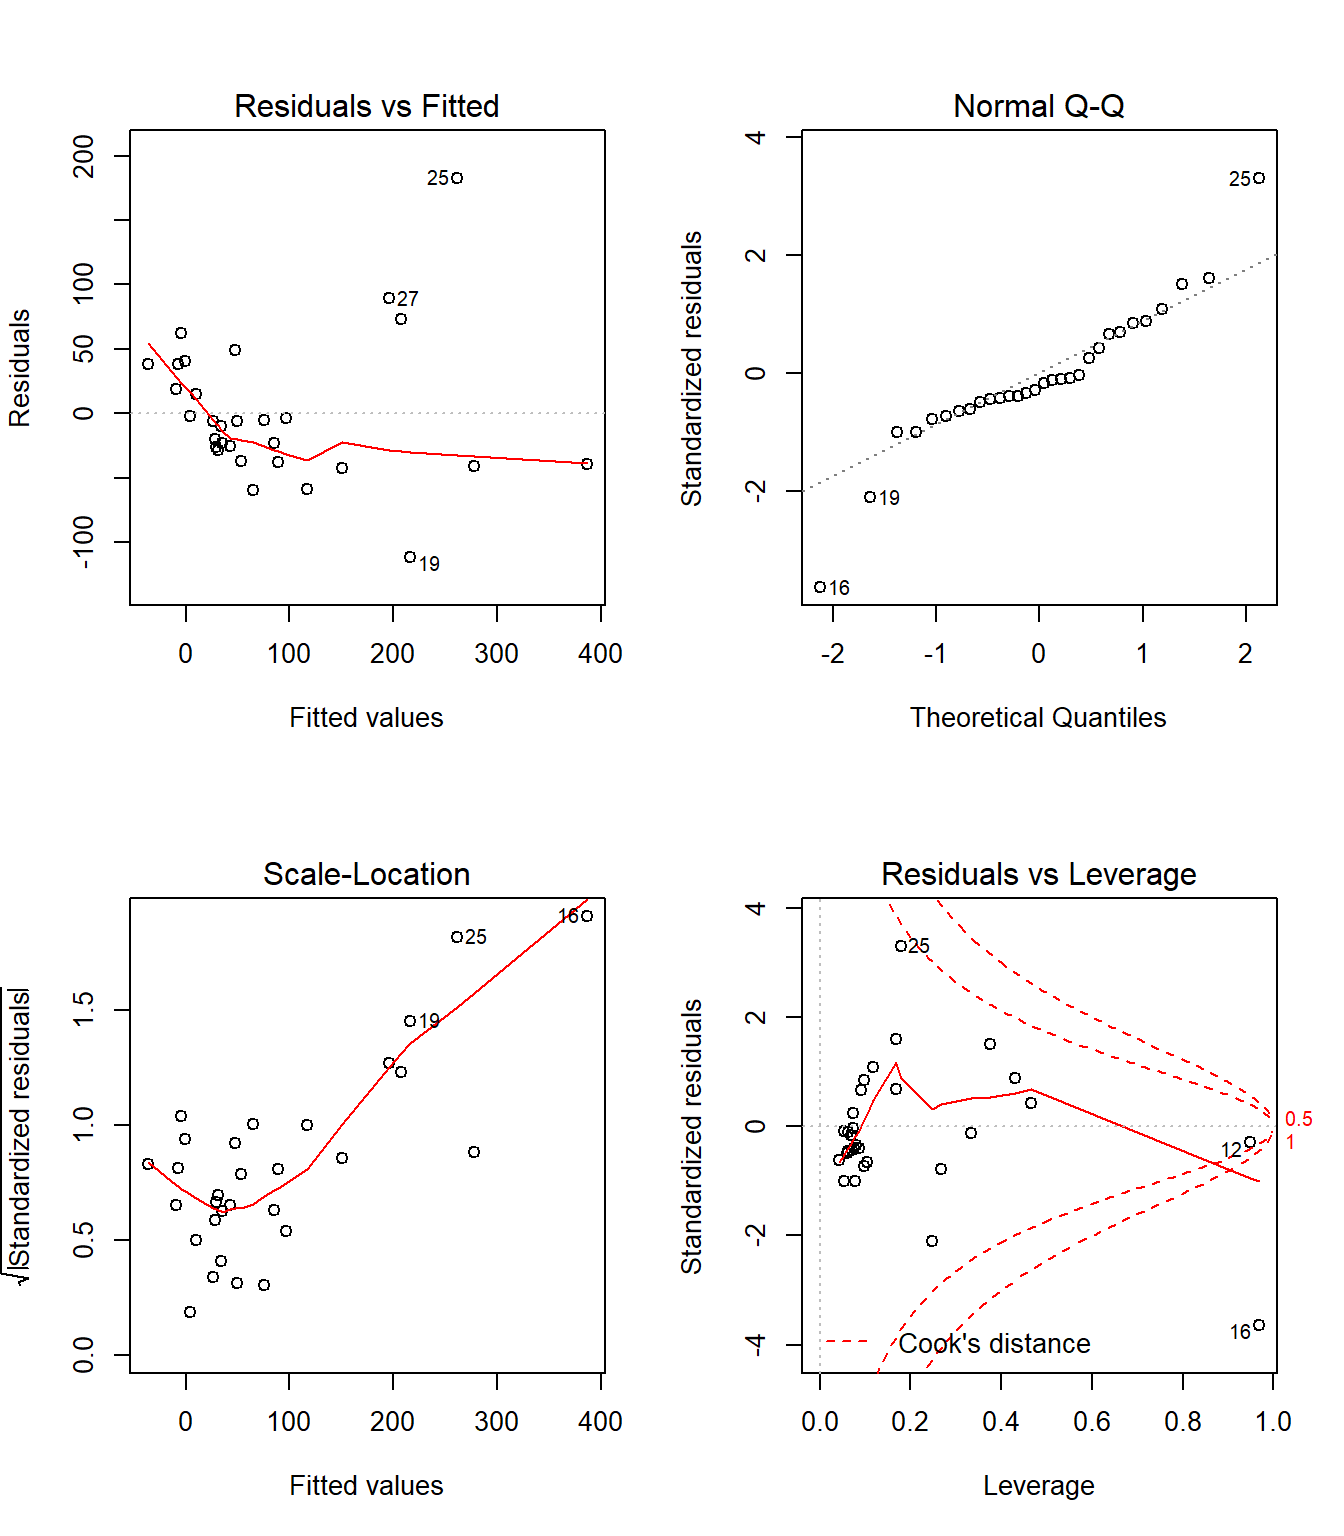 Residuals vs Fitted
Residuals
200
100
50
0
-100
25
27
19
0 100 200 300 400
Fitted values
Normal Q-Q
Standardized residuals
4
2
0
-2
25
19
16
-2 -1 0 1 2
Theoretical Quantiles
Scale-Location
√|Standardized residuals|
1.5
1.0
0.5
0.0
16
25
19
0 100 200 300 400
Fitted values
Residuals vs Leverage
Standardized residuals
4
2
0
-2
-4
25
12
16
0.5
1
Cook's distance
0.0 0.2 0.4 0.6 0.8 1.0
Leverage